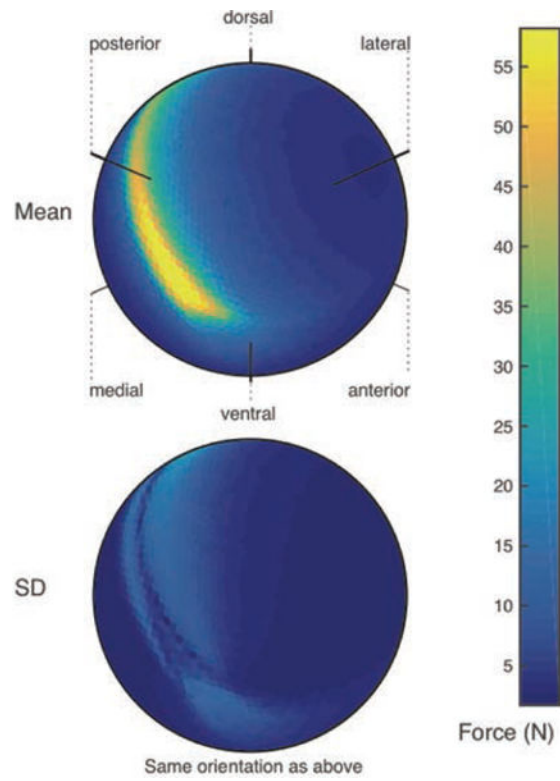 dorsal
posterior
lateral
Mean
medial
anterior
ventral
SD
Same orientation as above
55
50
45
40
35
30
25
20
15
10
5
Force (N)